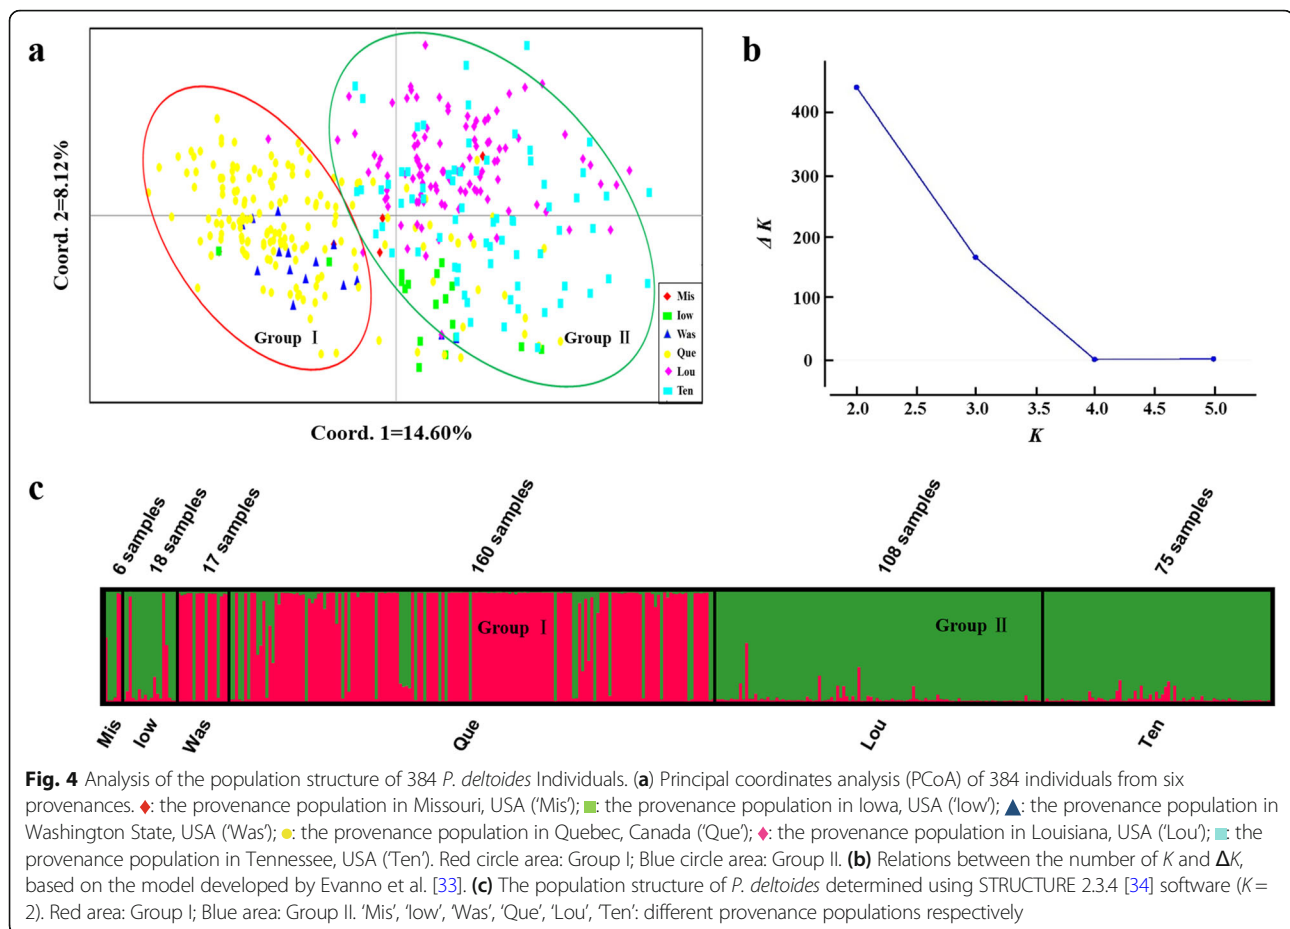 a
Coord. 2=8.12%
Coord. 1=14.60%
Group Ⅰ
Group Ⅱ
Mis
Iow
Was
Que
Lou
Ten
b
Δ K
400
300
200
100
0
2.0 2.5 3.0 3.5 4.0 4.5 5.0
K
c
6 samples
18 samples
17 samples
160 samples
108 samples
75 samples
Group Ⅰ
Group Ⅱ
Mis
Iow
Was
Que
Lou
Ten
Fig. 4 Analysis of the population structure of 384 P. deltoides Individuals. (a) Principal coordinates analysis (PCoA) of 384 individuals from six
provenances. ♦: the provenance population in Missouri, USA (‘Mis’); ■: the provenance population in Iowa, USA (‘Iow’); ▲: the provenance population in
Washington State, USA (‘Was’); ●: the provenance population in Quebec, Canada (‘Que’); ♦: the provenance population in Louisiana, USA (‘Lou’); ■: the
provenance population in Tennessee, USA (‘Ten’). Red circle area: Group I; Blue circle area: Group II. (b) Relations between the number of K and ΔK,
based on the model developed by Evanno et al. [33]. (c) The population structure of P. deltoides determined using STRUCTURE 2.3.4 [34] software (K =
2). Red area: Group I; Blue area: Group II. ‘Mis’, ‘Iow’, ‘Was’, ‘Que’, ‘Lou’, ‘Ten’: different provenance populations respectively